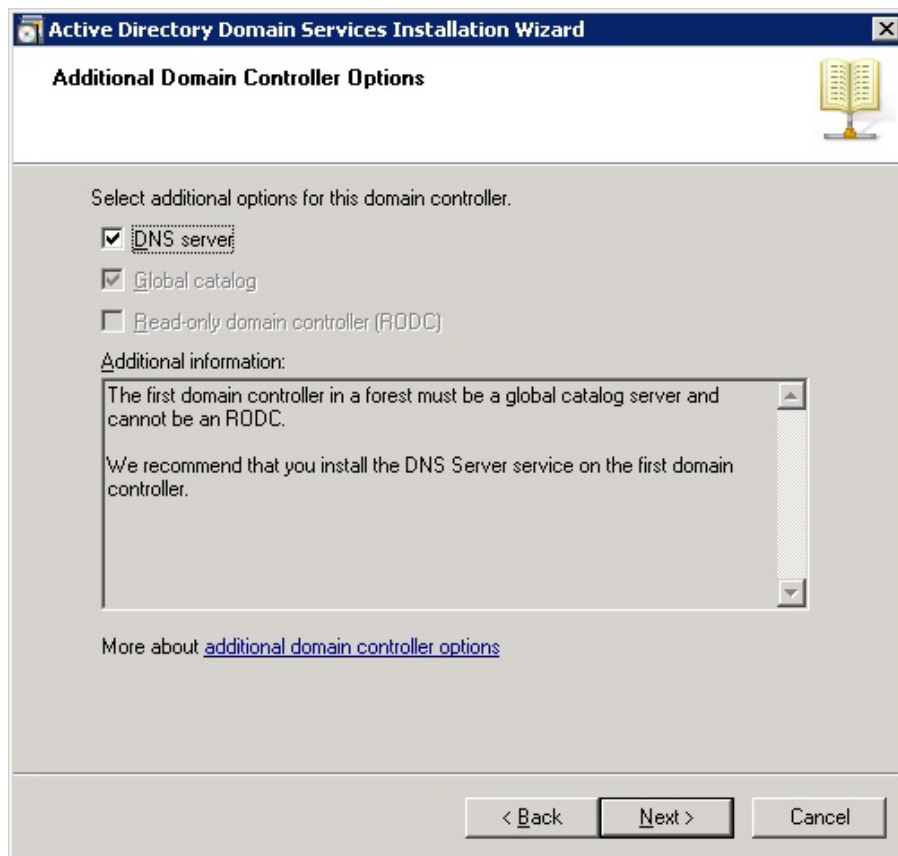 Active Directory Domain Services Installation Wizard
Additional Domain Controller Options
Select additional options for this domain controller.
DNS server
Global catalog
Read-only domain controller (RODC)
Additional information:
The first domain controller in a forest must be a global catalog server and
cannot be an RODC.
We recommend that you install the DNS Server service on the first domain
controller.
More about additional domain controller options
< Back
Next >
Cancel